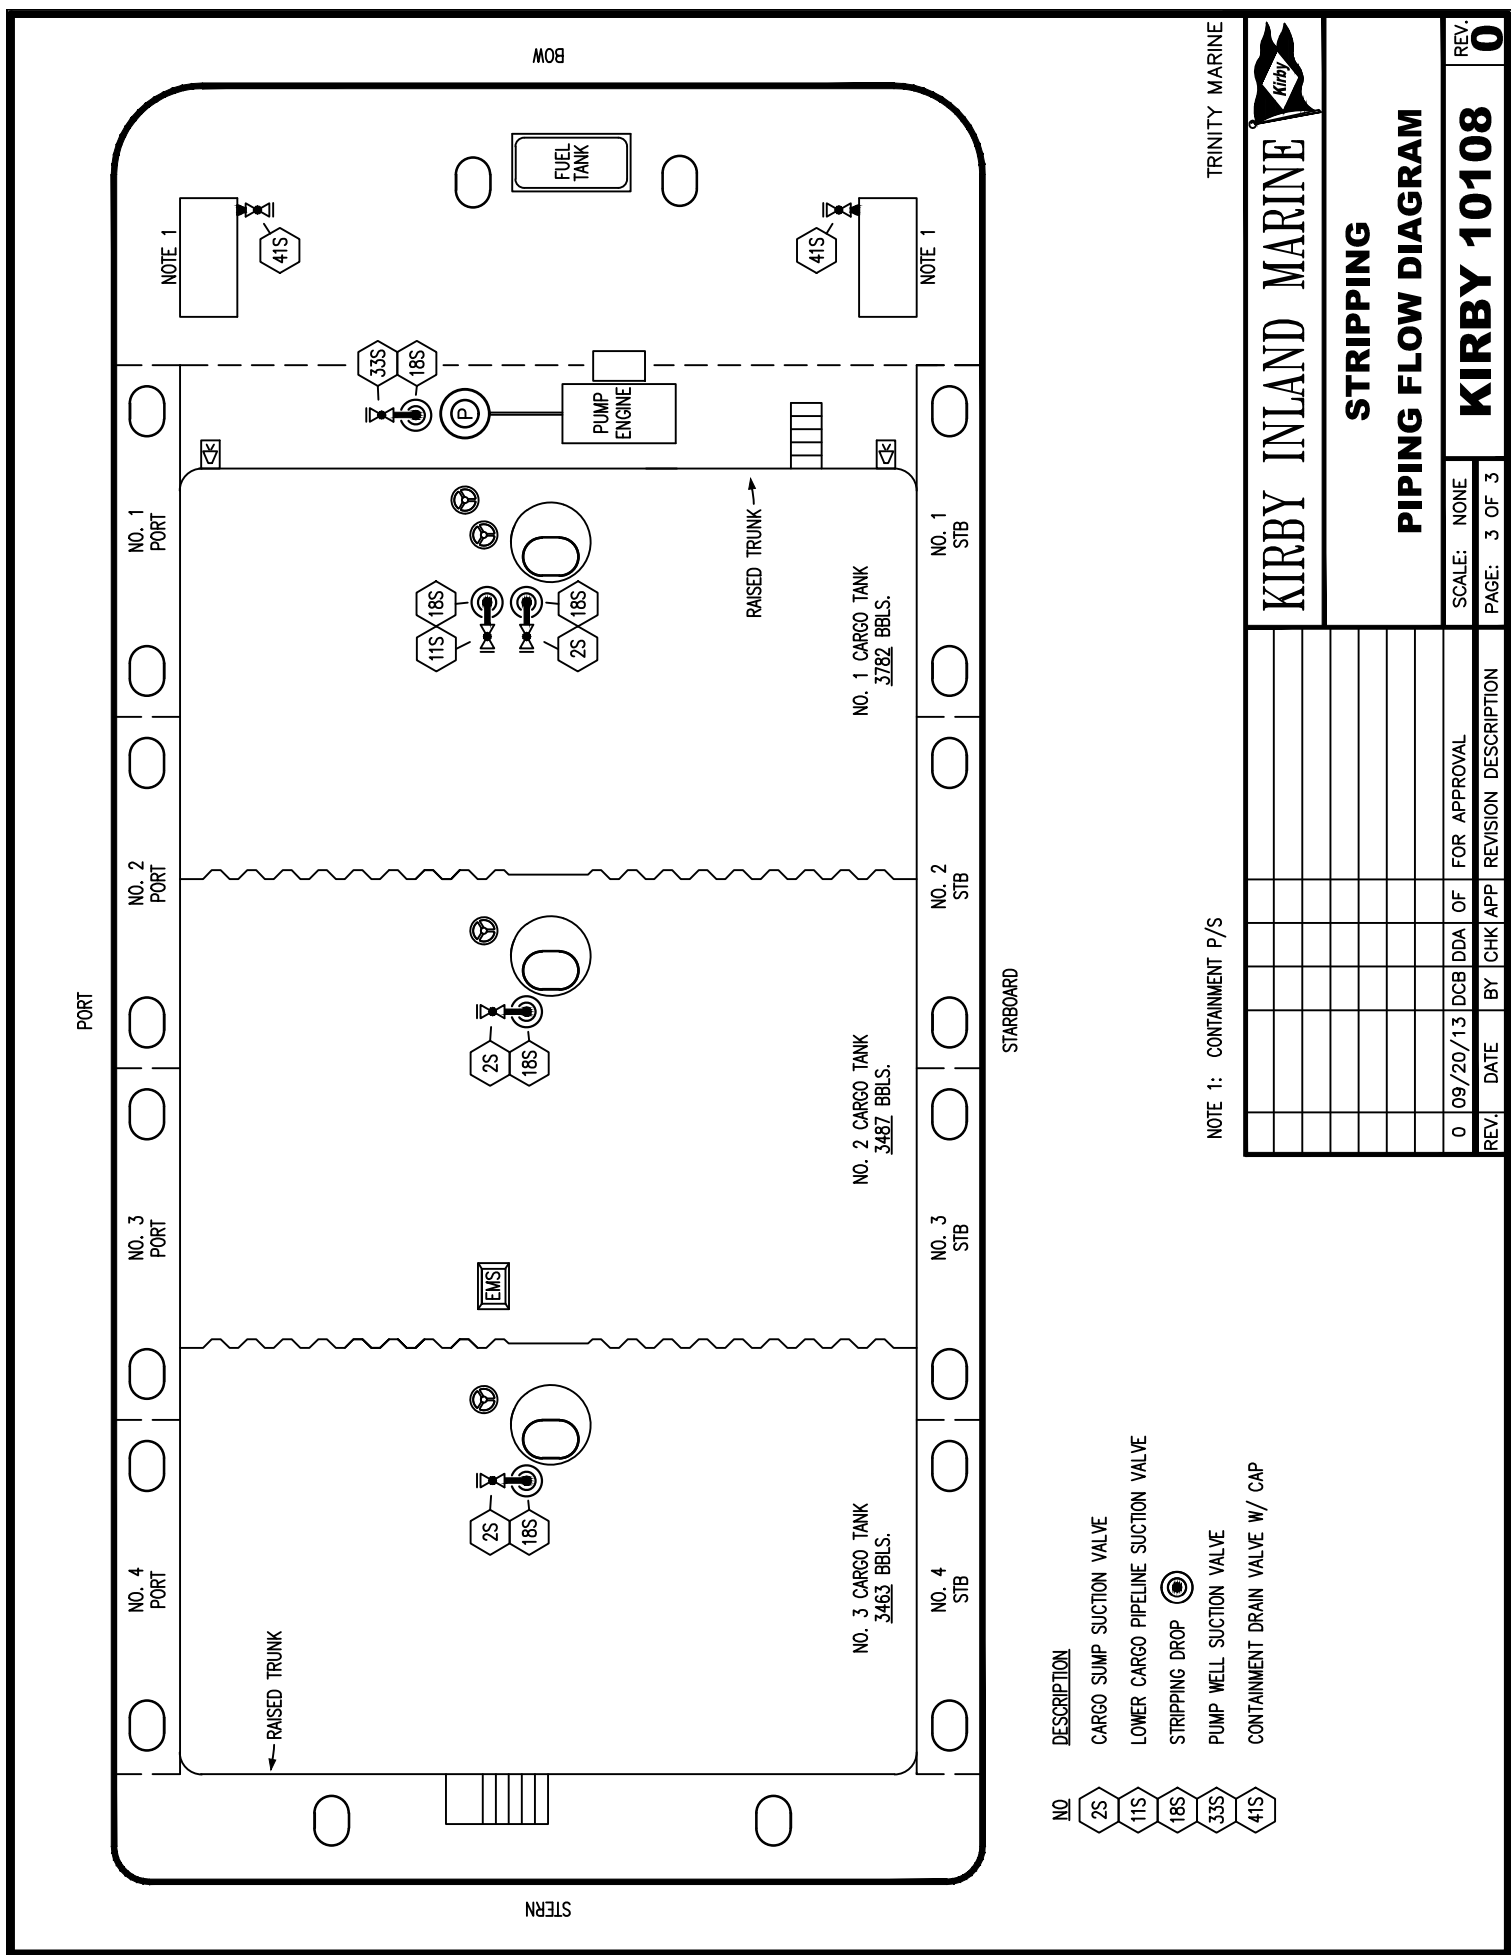 PORT
STERN
BOW
STARBOARD
NO. 4
PORT
NO. 3
PORT
NO. 2
PORT
NO. 1
PORT
NOTE 1
RAISED TRUNK
2S
18S
EMS
2S
18S
11S
18S
2S
18S
33S
18S
P
PUMP
ENGINE
FUEL
TANK
41S
41S
RAISED TRUNK
NO. 3 CARGO TANK
3463 BBLS.
NO. 2 CARGO TANK
3487 BBLS.
NO. 1 CARGO TANK
3782 BBLS.
NO. 4
STB
NO. 3
STB
NO. 2
STB
NO. 1
STB
NOTE 1
NO DESCRIPTION
2S CARGO SUMP SUCTION VALVE
11S LOWER CARGO PIPELINE SUCTION VALVE
18S STRIPPING DROP
33S PUMP WELL SUCTION VALVE
41S CONTAINMENT DRAIN VALVE W/ CAP
NOTE 1: CONTAINMENT P/S
TRINITY MARINE
KIRBY INLAND MARINE
Kirby
STRIPPING
PIPING FLOW DIAGRAM
0 09/20/13 DCB DDA OF FOR APPROVAL
REV. DATE BY CHK APP REVISION DESCRIPTION
SCALE: NONE
PAGE: 3 OF 3
KIRBY 10108
REV.
0